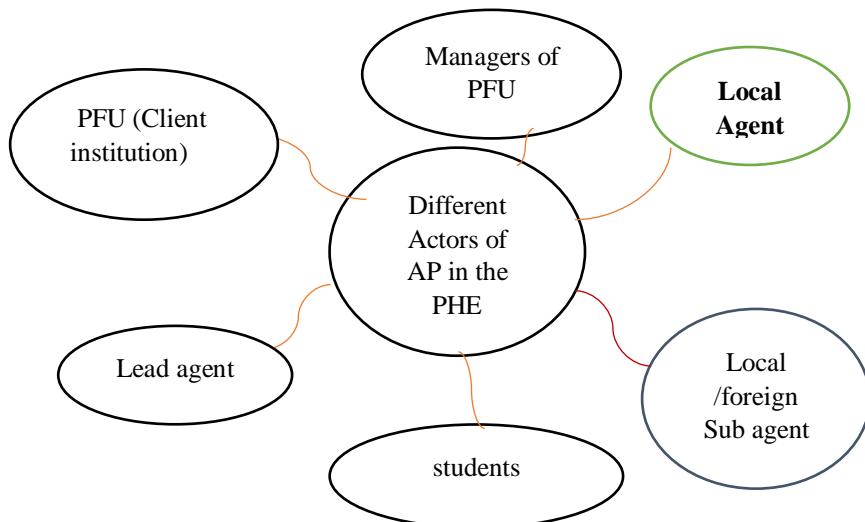 Managers of
PFU
Local
Agent
PFU (Client
institution)
Different
Actors of
AP in the
PHE
Lead agent
Local
/foreign
Sub agent
students